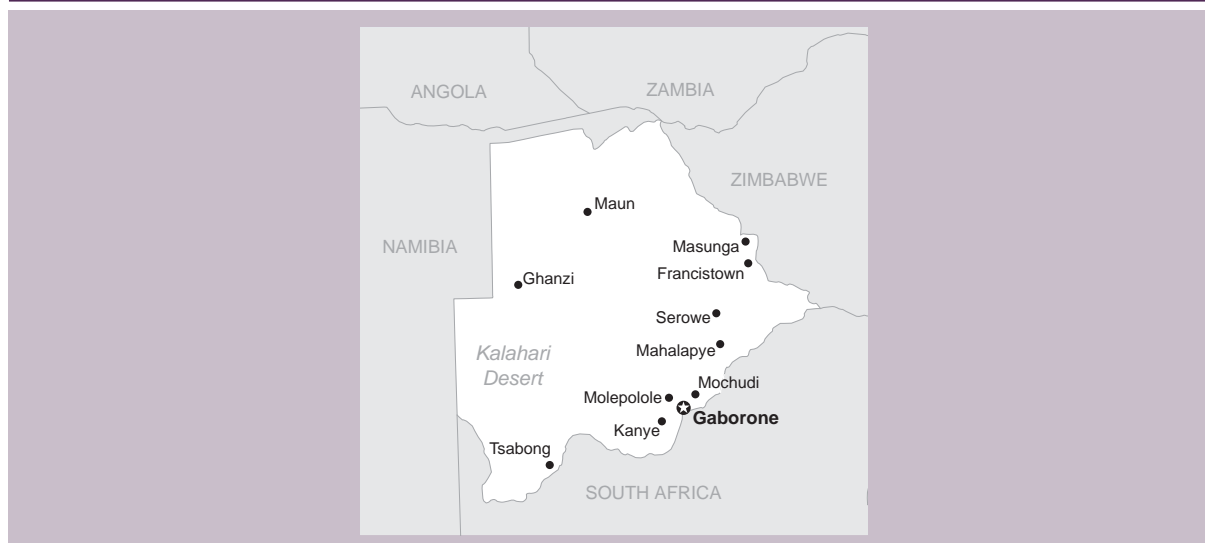 ANGOLA
ZAMBIA
ZIMBABWE
Maun
NAMIBIA
Masunga
Francistown
Ghanzi
Serowe
Mahalapye
Kalahari
Desert
Mochudi
Molepolole
Gaborone
Kanye
Tsabong
SOUTH AFRICA